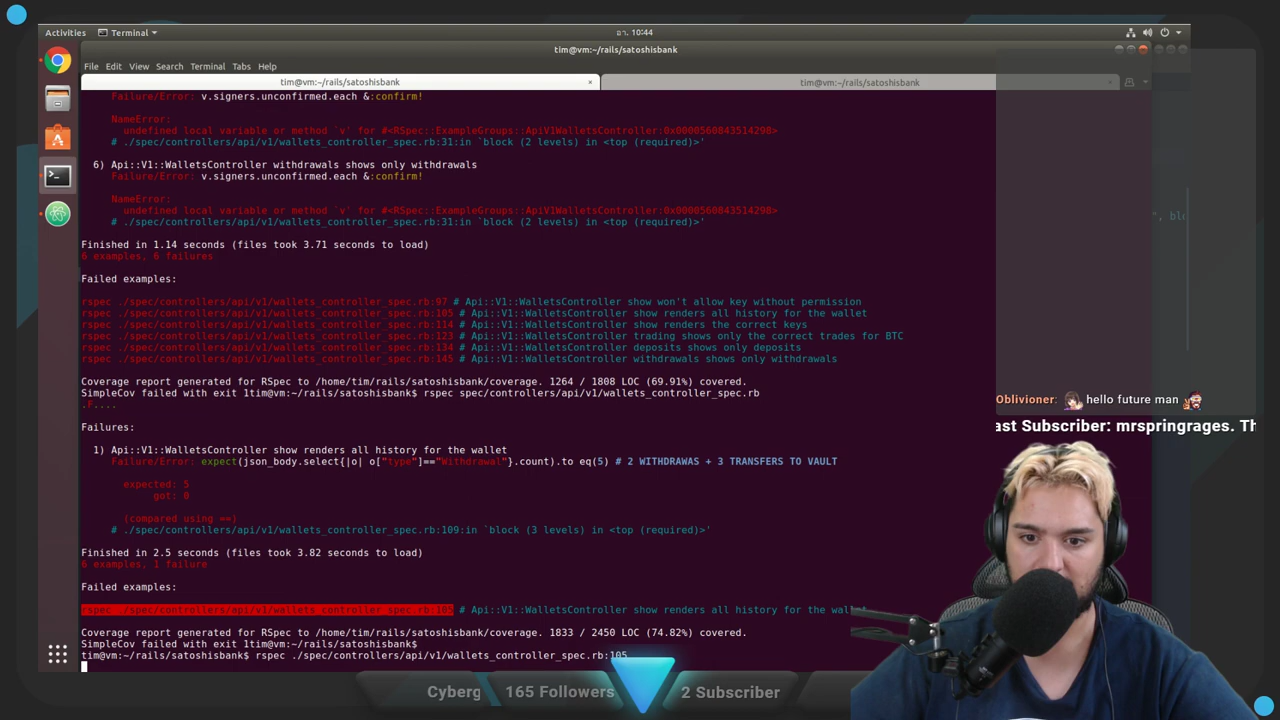 Activities
Terminal
อา, 10:44
tim@vm:~/rails/satoshisbank
File Edit View Search Terminal Tabs Help
tim@vm:~/rails/satoshisbank × tim@vm:~/rails/satoshisbank ×
Failure/Error: v.signers.unconfirmed.each &:confirm!
NameError:
undefined local variable or method `v' for #<RSpec::ExampleGroups::ApiV1WalletsController:0x0000560843514298>
# ./spec/controllers/api/v1/wallets_controller_spec.rb:31:in `block (2 levels) in <top (required)>'
6) Api::V1::WalletsController withdrawals shows only withdrawals
Failure/Error: v.signers.unconfirmed.each &:confirm!
NameError:
undefined local variable or method `v' for #<RSpec::ExampleGroups::ApiV1WalletsController:0x0000560843514298>
# ./spec/controllers/api/v1/wallets_controller_spec.rb:31:in `block (2 levels) in <top (required)>'
Finished in 1.14 seconds (files took 3.71 seconds to load)
6 examples, 6 failures
Failed examples:
rspec ./spec/controllers/api/v1/wallets_controller_spec.rb:97 # Api::V1::WalletsController show won't allow key without permission
rspec ./spec/controllers/api/v1/wallets_controller_spec.rb:105 # Api::V1::WalletsController show renders all history for the wallet
rspec ./spec/controllers/api/v1/wallets_controller_spec.rb:114 # Api::V1::WalletsController show renders the correct keys
rspec ./spec/controllers/api/v1/wallets_controller_spec.rb:123 # Api::V1::WalletsController trading shows only the correct trades for BTC
rspec ./spec/controllers/api/v1/wallets_controller_spec.rb:134 # Api::V1::WalletsController deposits shows only deposits
rspec ./spec/controllers/api/v1/wallets_controller_spec.rb:145 # Api::V1::WalletsController withdrawals shows only withdrawals
Coverage report generated for RSpec to /home/tim/rails/satoshisbank/coverage. 1264 / 1808 LOC (69.91%) covered.
SimpleCov failed with exit 1tim@vm:~/rails/satoshisbank$ rspec spec/controllers/api/v1/wallets_controller_spec.rb
.F....
Failures:
1) Api::V1::WalletsController show renders all history for the wallet
Failure/Error: expect(json_body.select{|o| o["type"]=="Withdrawal"}.count).to eq(5) # 2 WITHDRAWAS + 3 TRANSFERS TO VAULT
expected: 5
got: 0
(compared using ==)
# ./spec/controllers/api/v1/wallets_controller_spec.rb:109:in `block (3 levels) in <top (required)>'
Finished in 2.5 seconds (files took 3.82 seconds to load)
6 examples, 1 failure
Failed examples:
rspec ./spec/controllers/api/v1/wallets_controller_spec.rb:105 # Api::V1::WalletsController show renders all history for the wallet
Coverage report generated for RSpec to /home/tim/rails/satoshisbank/coverage. 1833 / 2450 LOC (74.82%) covered.
SimpleCov failed with exit 1tim@vm:~/rails/satoshisbank$
tim@vm:~/rails/satoshisbank$ rspec ./spec/controllers/api/v1/wallets_controller_spec.rb:105
Oblivioner: hello future man
ast Subscriber: mrspringrages. Th
Cyberg
165 Followers
2 Subscriber